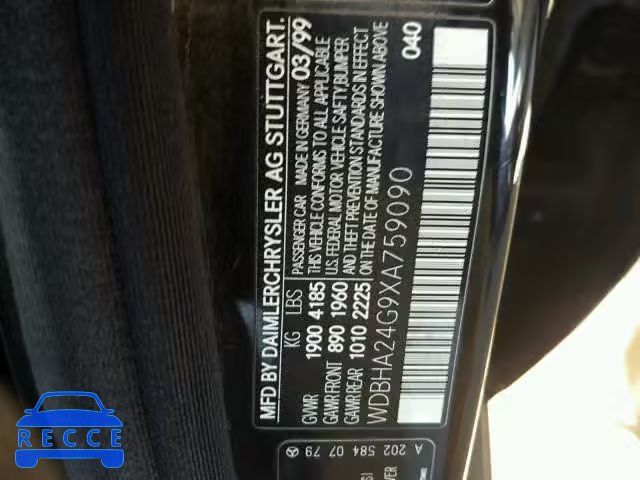 MFD BY DAIMLERCHRYSLER AG STUTTGART.
KG LBS PASSENGER CAR MADE IN GERMANY 03/99
GVWR 1900 4185 THIS VEHICLE CONFORMS TO ALL APPLICABLE
GAWR FRONT 890 1960 U.S. FEDERAL MOTOR VEHICLE SAFTY BUMPER
GAWR REAR 1010 2225 AND THEFT PREVENTION STANDARDS IN EFFECT
ON THE DATE OF MANUFACTURE SHOWN ABOVE
WDBHA24G9XA759090 040
A 202 584 07 79
RECCE